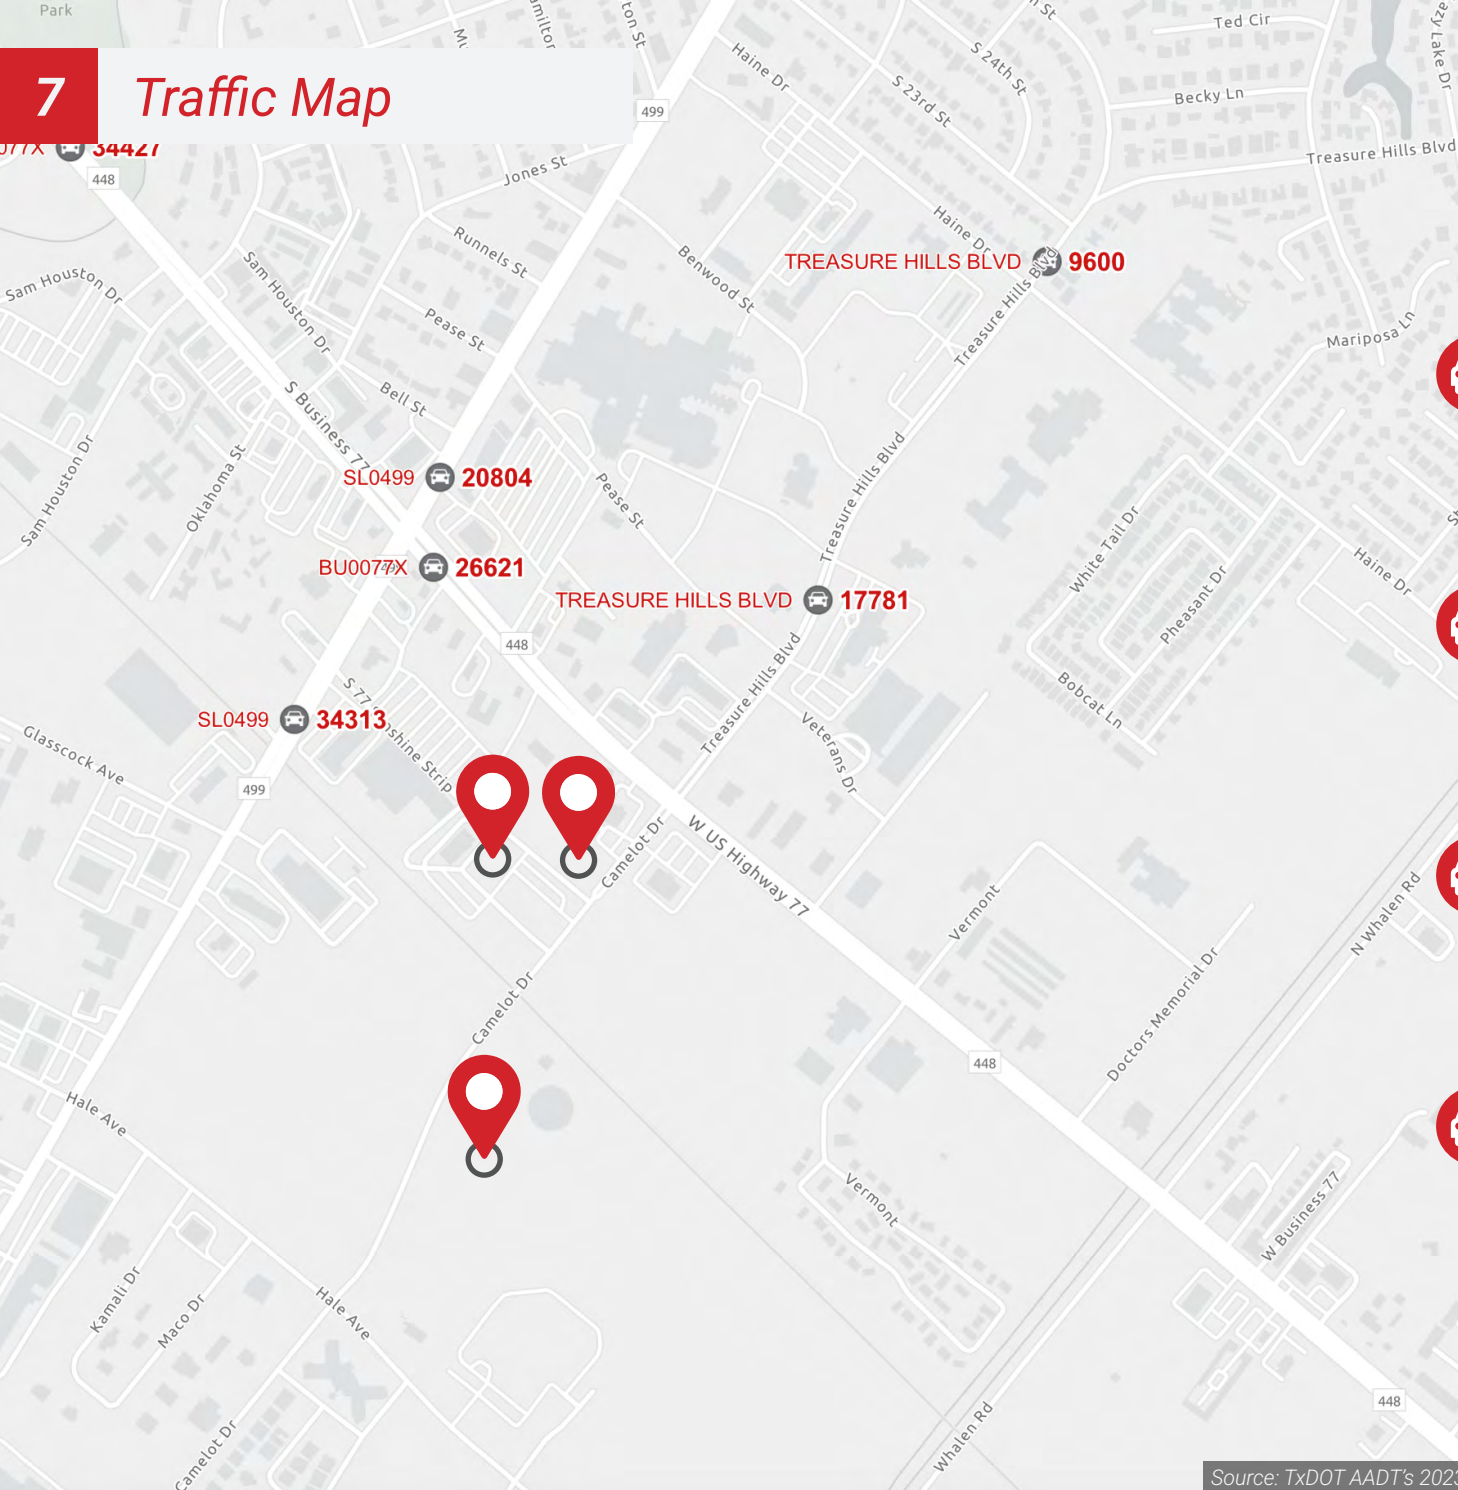 Park
7
Traffic Map
077X
34427
448
499
Ted Cir
Becky Ln
Treasure Hills Blvd
Haine Dr
S 24th St
S 23rd St
Jones St
Runnels St
Sam Houston Dr
Sam Houston Dr
Benwood St
Haine Dr
TREASURE HILLS BLVD
9600
Treasure Hills Blvd
Pease St
Mariposa Ln
S Business 77
Bell St
SL0499
20804
Sam Houston Dr
Oklahoma St
Pease St
Treasure Hills Blvd
White Tail Dr
Haine Dr
BU0077X
26621
TREASURE HILLS BLVD
17781
Pheasant Dr
448
Treasure Hills Blvd
Bobcat Ln
SL0499
34313
S 77 Sunshine Strip
Veterans Dr
Glasscock Ave
499
Camelot Dr
W US Highway 77
Vermont
N Whalen Rd
Camelot Dr
Doctors Memorial Dr
448
Hale Ave
Vermont
W Business 77
Kamali Dr
Maco Dr
Hale Ave
448
Camelot Dr
Whalen Rd
Source: TxDOT AADT's 2023